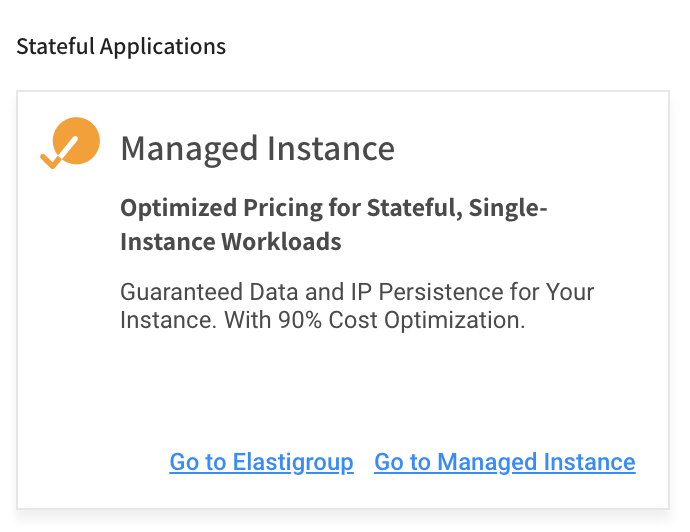 Stateful Applications
Managed Instance
Optimized Pricing for Stateful, Single-
Instance Workloads
Guaranteed Data and IP Persistence for Your
Instance. With 90% Cost Optimization.
Go to Elastigroup Go to Managed Instance